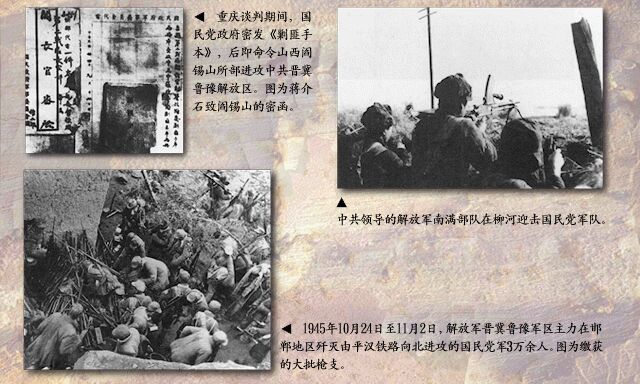 ◀ 重庆谈判期间，国
民党政府密发《剿匪手
本》，后即命令山西阎
锡山所部进攻中共晋冀
鲁豫解放区。图为蒋介
石致阎锡山的密函。
阎长官启
▲
中共领导的解放军南满部队在柳河迎击国民党军队。
◀ 1945年10月24日至11月2日，解放军晋冀鲁豫军区主力在邯
郸地区歼灭由平汉铁路向北进攻的国民党军3万余人。图为缴获
的大批枪支。